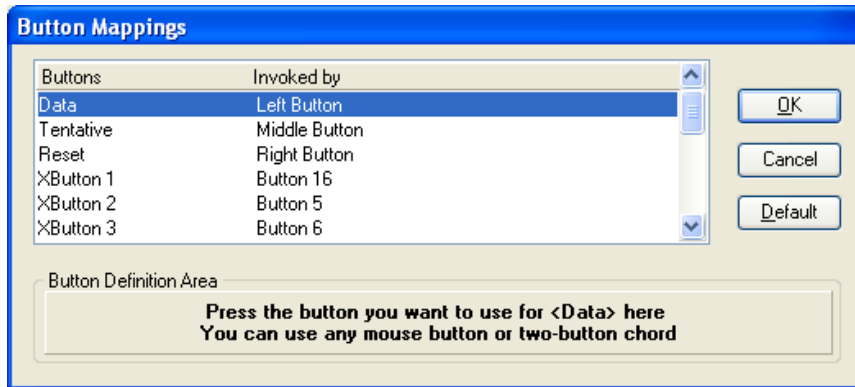 Button Mappings
Buttons Invoked by
Data Left Button
Tentative Middle Button
Reset Right Button
XButton 1 Button 16
XButton 2 Button 5
XButton 3 Button 6
OK
Cancel
Default
Button Definition Area
Press the button you want to use for <Data> here
You can use any mouse button or two-button chord